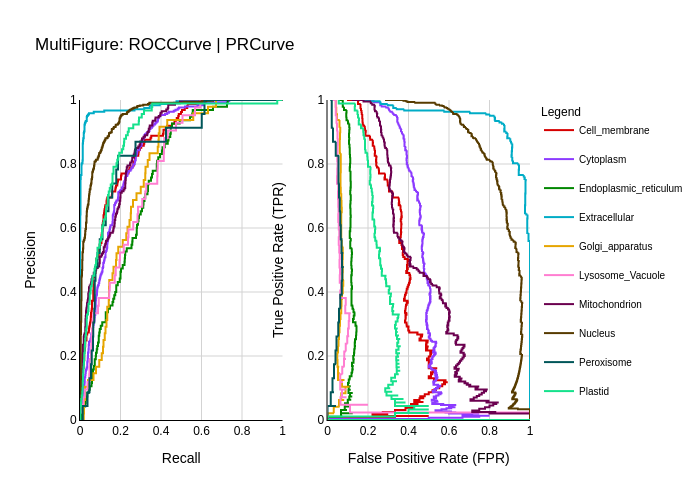 MultiFigure: ROCCurve | PRCurve
Precision
1
0.8
0.6
0.4
0.2
0
0 0.2 0.4 0.6 0.8 1
Recall
True Positive Rate (TPR)
1
0.8
0.6
0.4
0.2
0
0 0.2 0.4 0.6 0.8 1
False Positive Rate (FPR)
Legend
Cell_membrane
Cytoplasm
Endoplasmic_reticulum
Extracellular
Golgi_apparatus
Lysosome_Vacuole
Mitochondrion
Nucleus
Peroxisome
Plastid